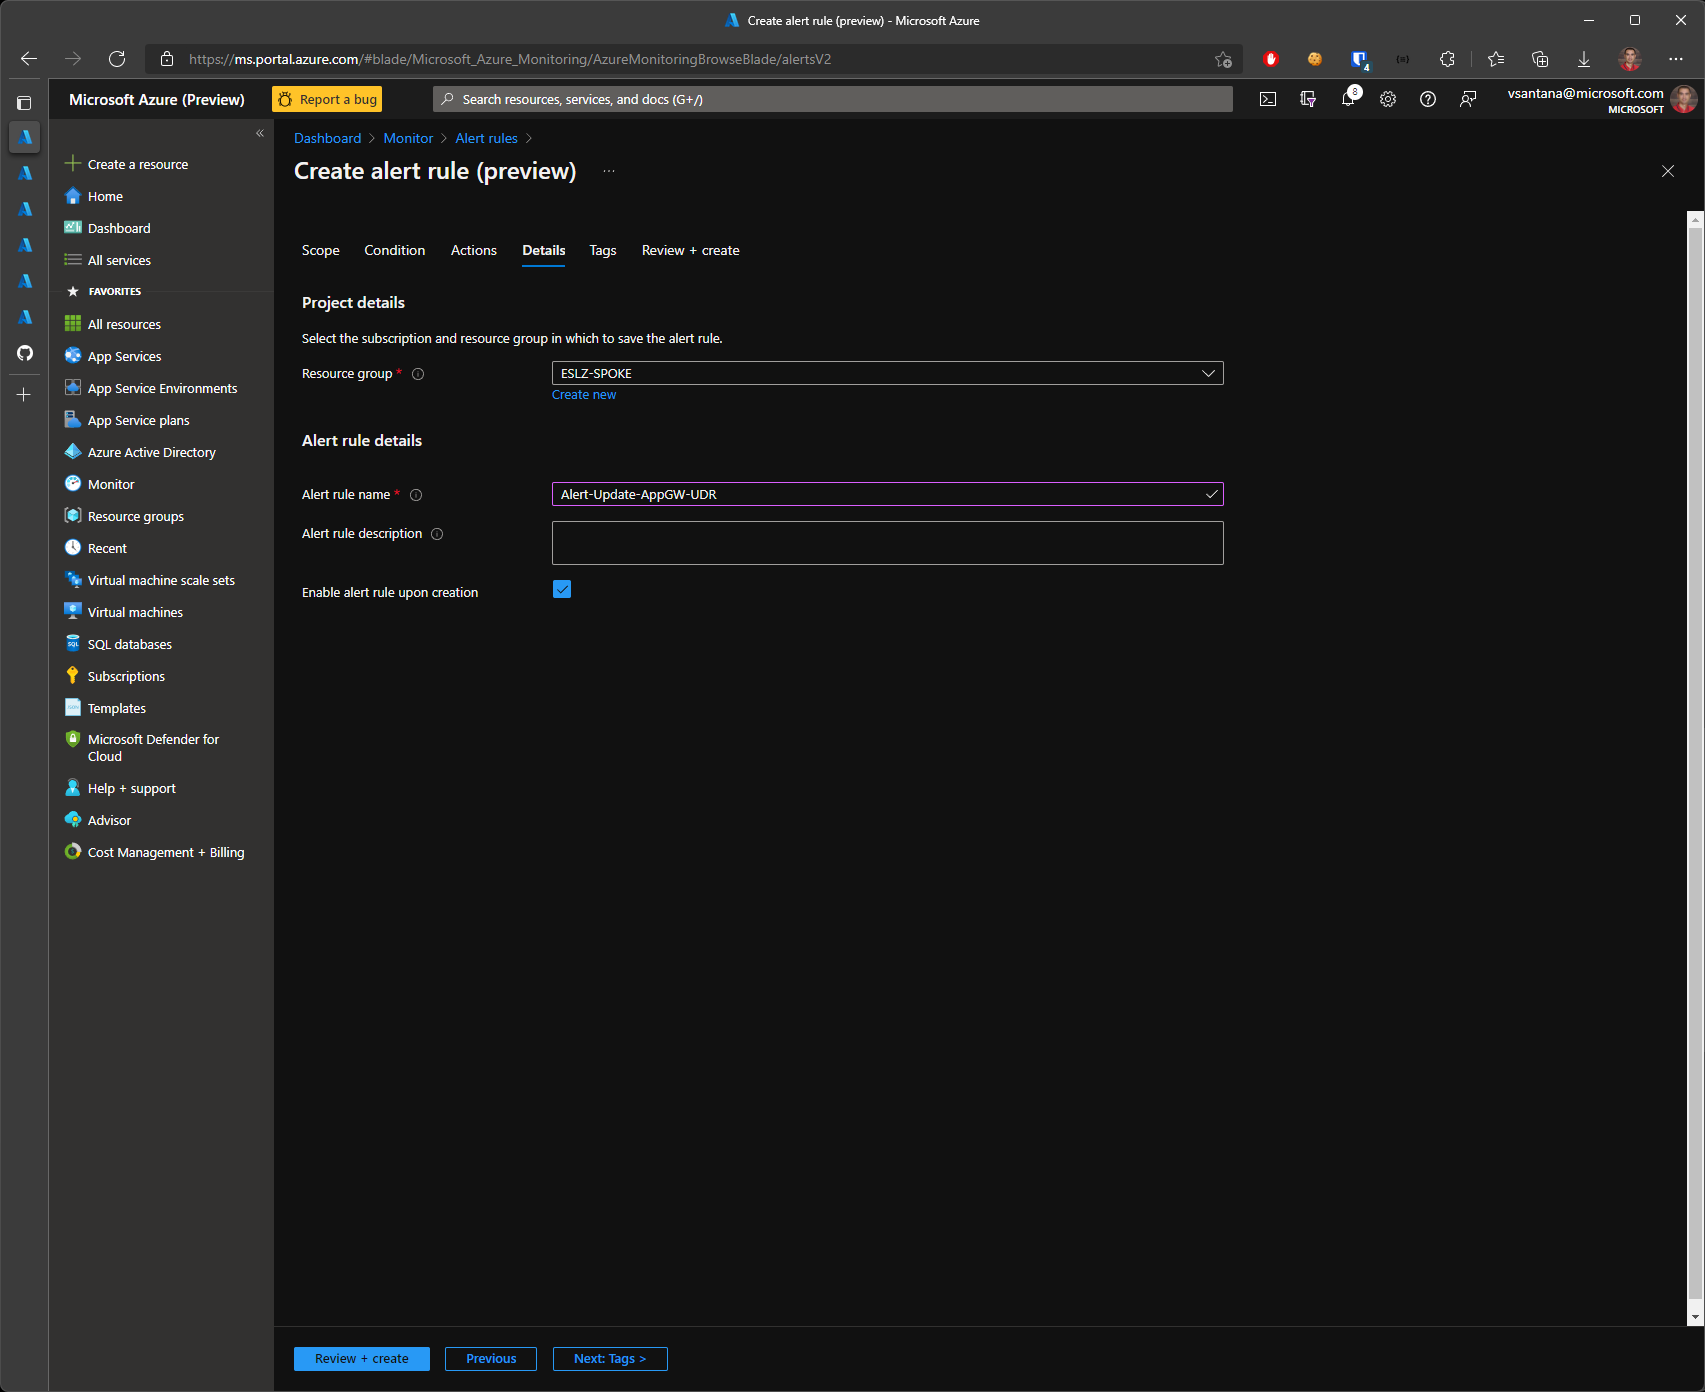 Create alert rule (preview) - Microsoft Azure
https://ms.portal.azure.com/#blade/Microsoft_Azure_Monitoring/AzureMonitoringBrowseBlade/alertsV2
4
Microsoft Azure (Preview)
Report a bug
Search resources, services, and docs (G+/)
8
vsantana@microsoft.com
MICROSOFT
Create a resource
Home
Dashboard
All services
FAVORITES
All resources
App Services
App Service Environments
App Service plans
Azure Active Directory
Monitor
Resource groups
Recent
Virtual machine scale sets
Virtual machines
SQL
SQL databases
Subscriptions
Templates
Microsoft Defender for
Cloud
Help + support
Advisor
Cost Management + Billing
Dashboard > Monitor > Alert rules >
Create alert rule (preview) ...
Scope Condition Actions Details Tags Review + create
Project details
Select the subscription and resource group in which to save the alert rule.
Resource group *
ESLZ-SPOKE
Create new
Alert rule details
Alert rule name *
Alert-Update-AppGW-UDR
Alert rule description
Enable alert rule upon creation
Review + create
Previous
Next: Tags >